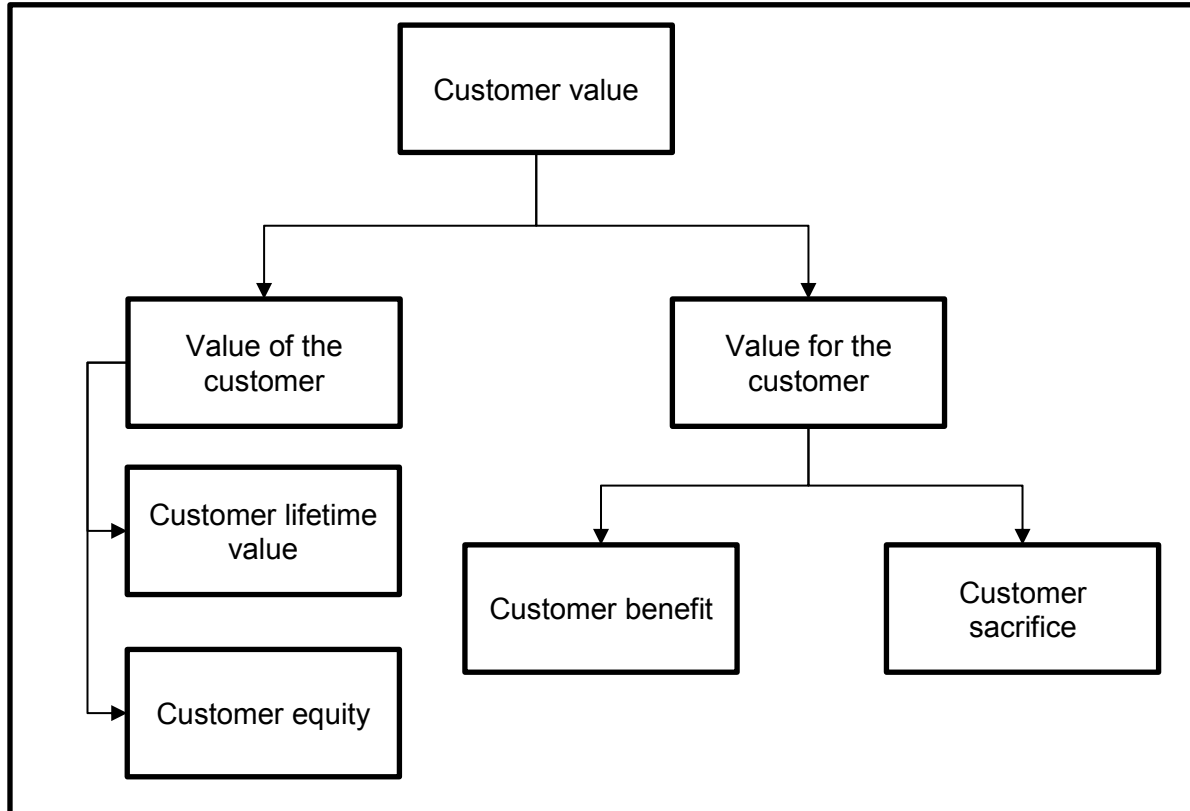 Customer value
Value of the
customer
Value for the
customer
Customer lifetime
value
Customer benefit
Customer
sacrifice
Customer equity